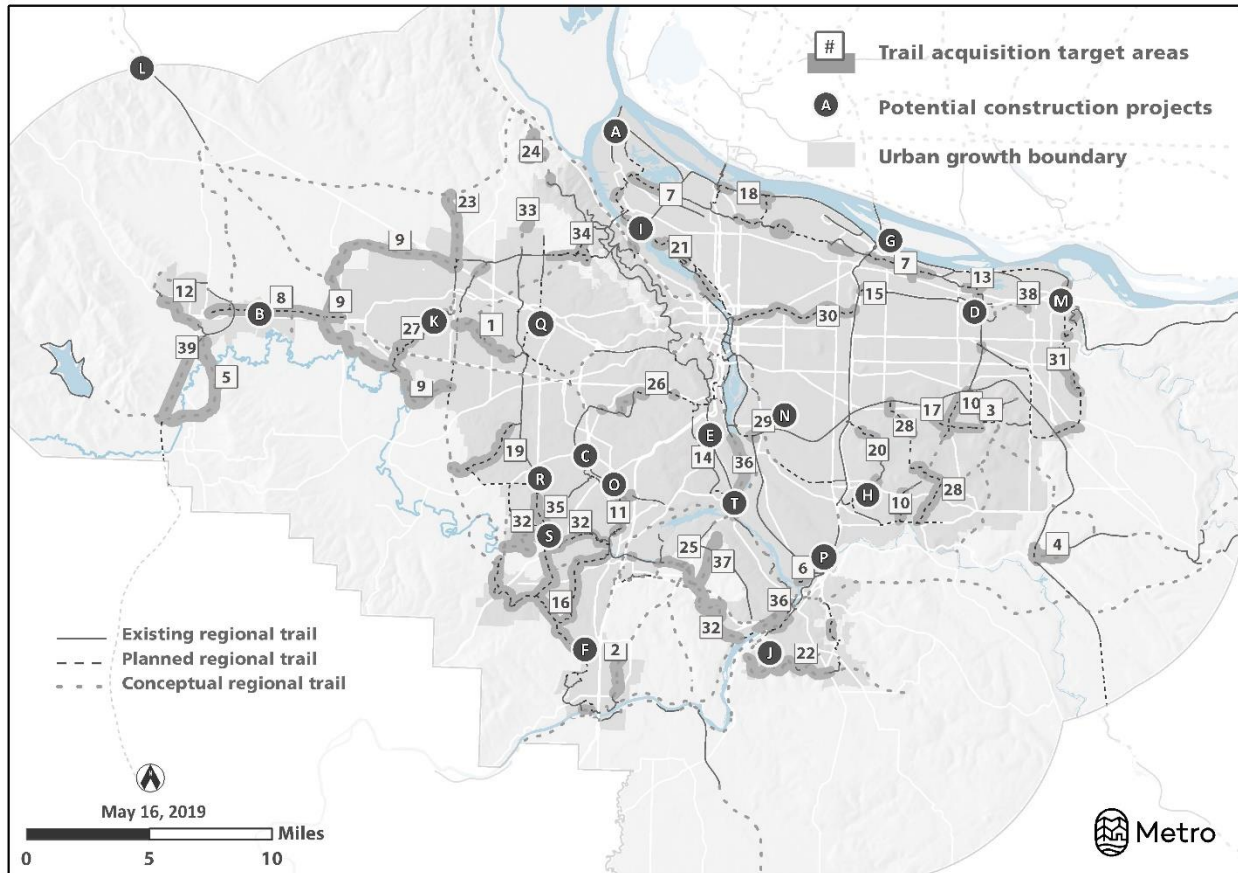 # Trail acquisition target areas
A Potential construction projects
Urban growth boundary
L
A
24
23
33
7
18
9
34
I
21
G
7
13
12
8
9
15
38
M
B
30
D
27
K
1
Q
39
31
5
9
26
10
29
N
17
3
28
E
14
20
19
C
36
R
O
H
10
28
35
T
32
32
11
S
25
4
37
P
6
16
36
32
F
2
J
22
Existing regional trail
Planned regional trail
Conceptual regional trail
May 16, 2019
Miles
0 5 10
Metro